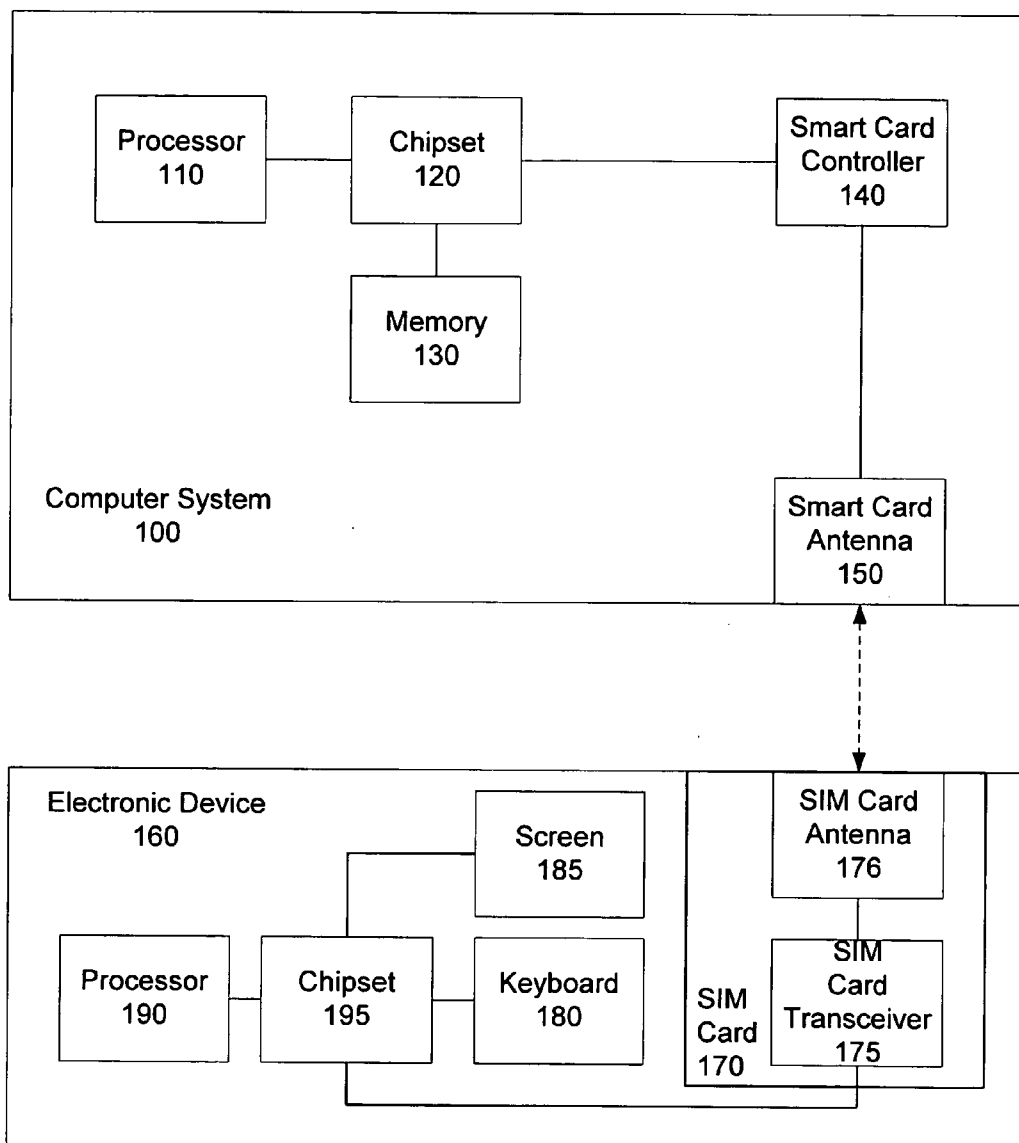 Processor
110
Chipset
120
Smart Card
Controller
140
Memory
130
Computer System
100
Smart Card
Antenna
150
Electronic Device
160
Screen
185
SIM Card
Antenna
176
Processor
190
Chipset
195
Keyboard
180
SIM
Card
170
SIM
Card
Transceiver
175